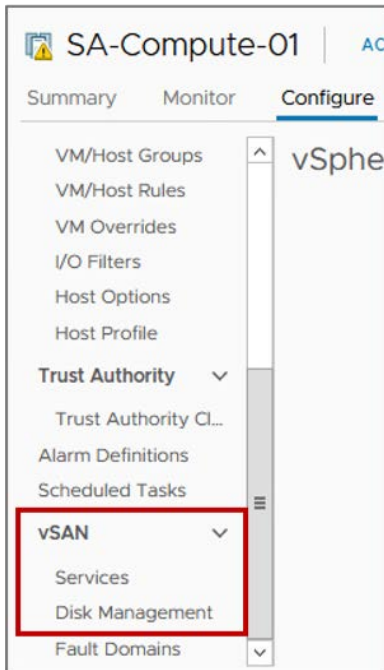 SA-Compute-01 AC
Summary Monitor Configure
vSphe
VM/Host Groups
VM/Host Rules
VM Overrides
I/O Filters
Host Options
Host Profile
Trust Authority
Trust Authority Cl...
Alarm Definitions
Scheduled Tasks
vSAN
Services
Disk Management
Fault Domains